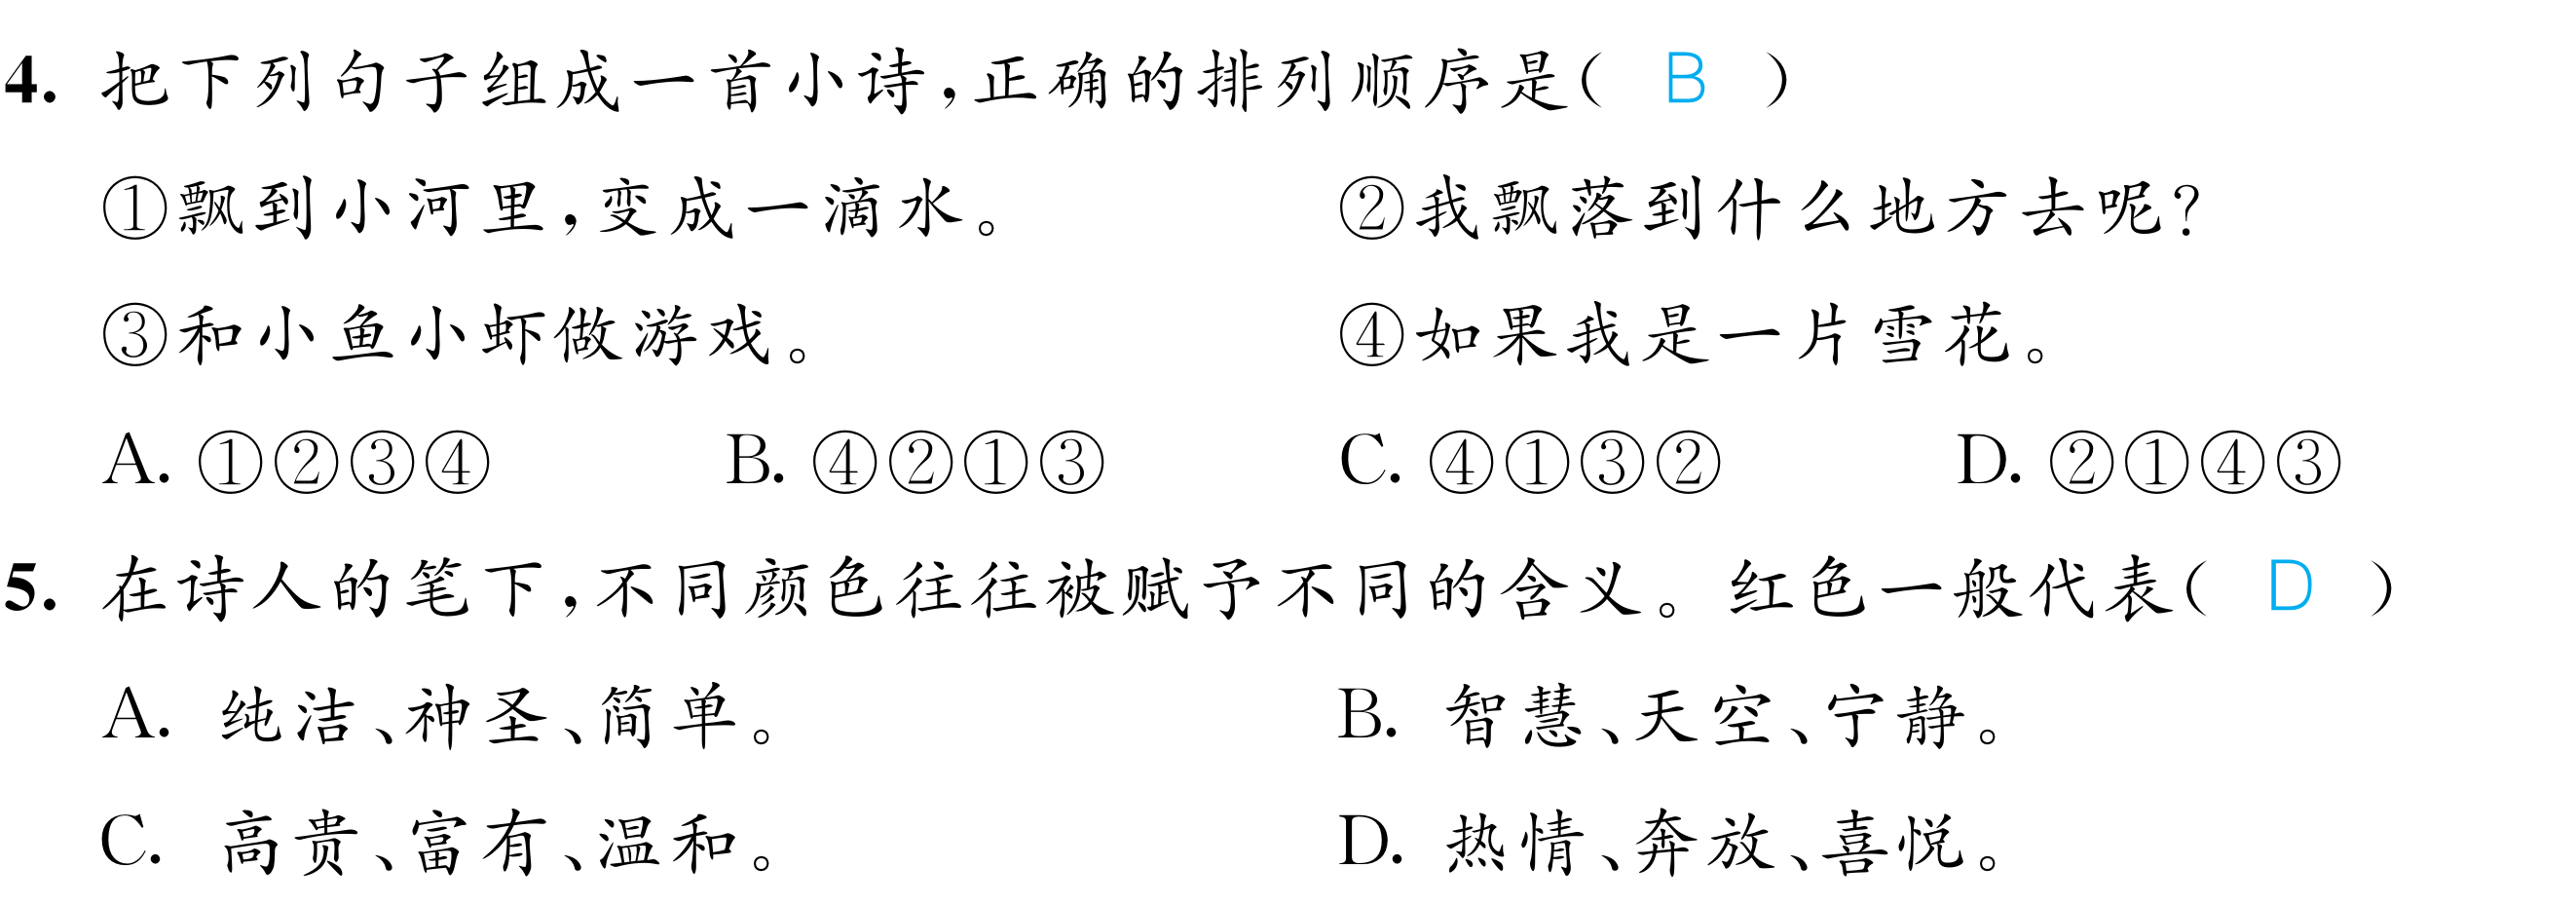 4. 把下列句子组成一首小诗,正确的排列顺序是( B )
①飘到小河里,变成一滴水。 ②我飘落到什么地方去呢?
③和小鱼小虾做游戏。 ④如果我是一片雪花。
A. ①②③④ B. ④②①③ C. ④①③② D. ②①④③
5. 在诗人的笔下,不同颜色往往被赋予不同的含义。红色一般代表( D )
A. 纯洁、神圣、简单。 B. 智慧、天空、宁静。
C. 高贵、富有、温和。 D. 热情、奔放、喜悦。